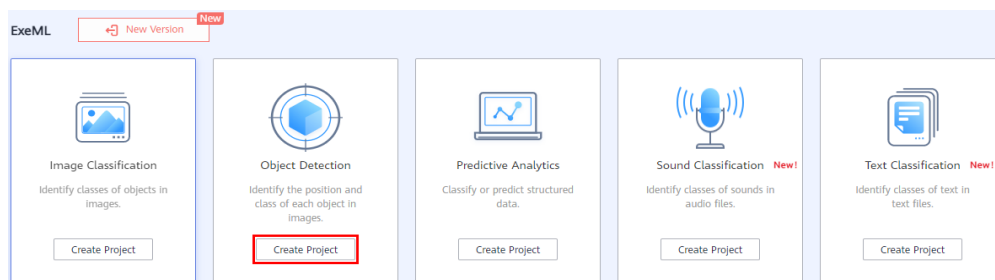 ExeML
New Version
New
Image Classification
Identify classes of objects in
images.
Create Project
Object Detection
Identify the position and
class of each object in
images.
Create Project
Predictive Analytics
Classify or predict structured
data.
Create Project
Sound Classification New!
Identify classes of sounds in
audio files.
Create Project
Text Classification New!
Identify classes of text in
text files.
Create Project